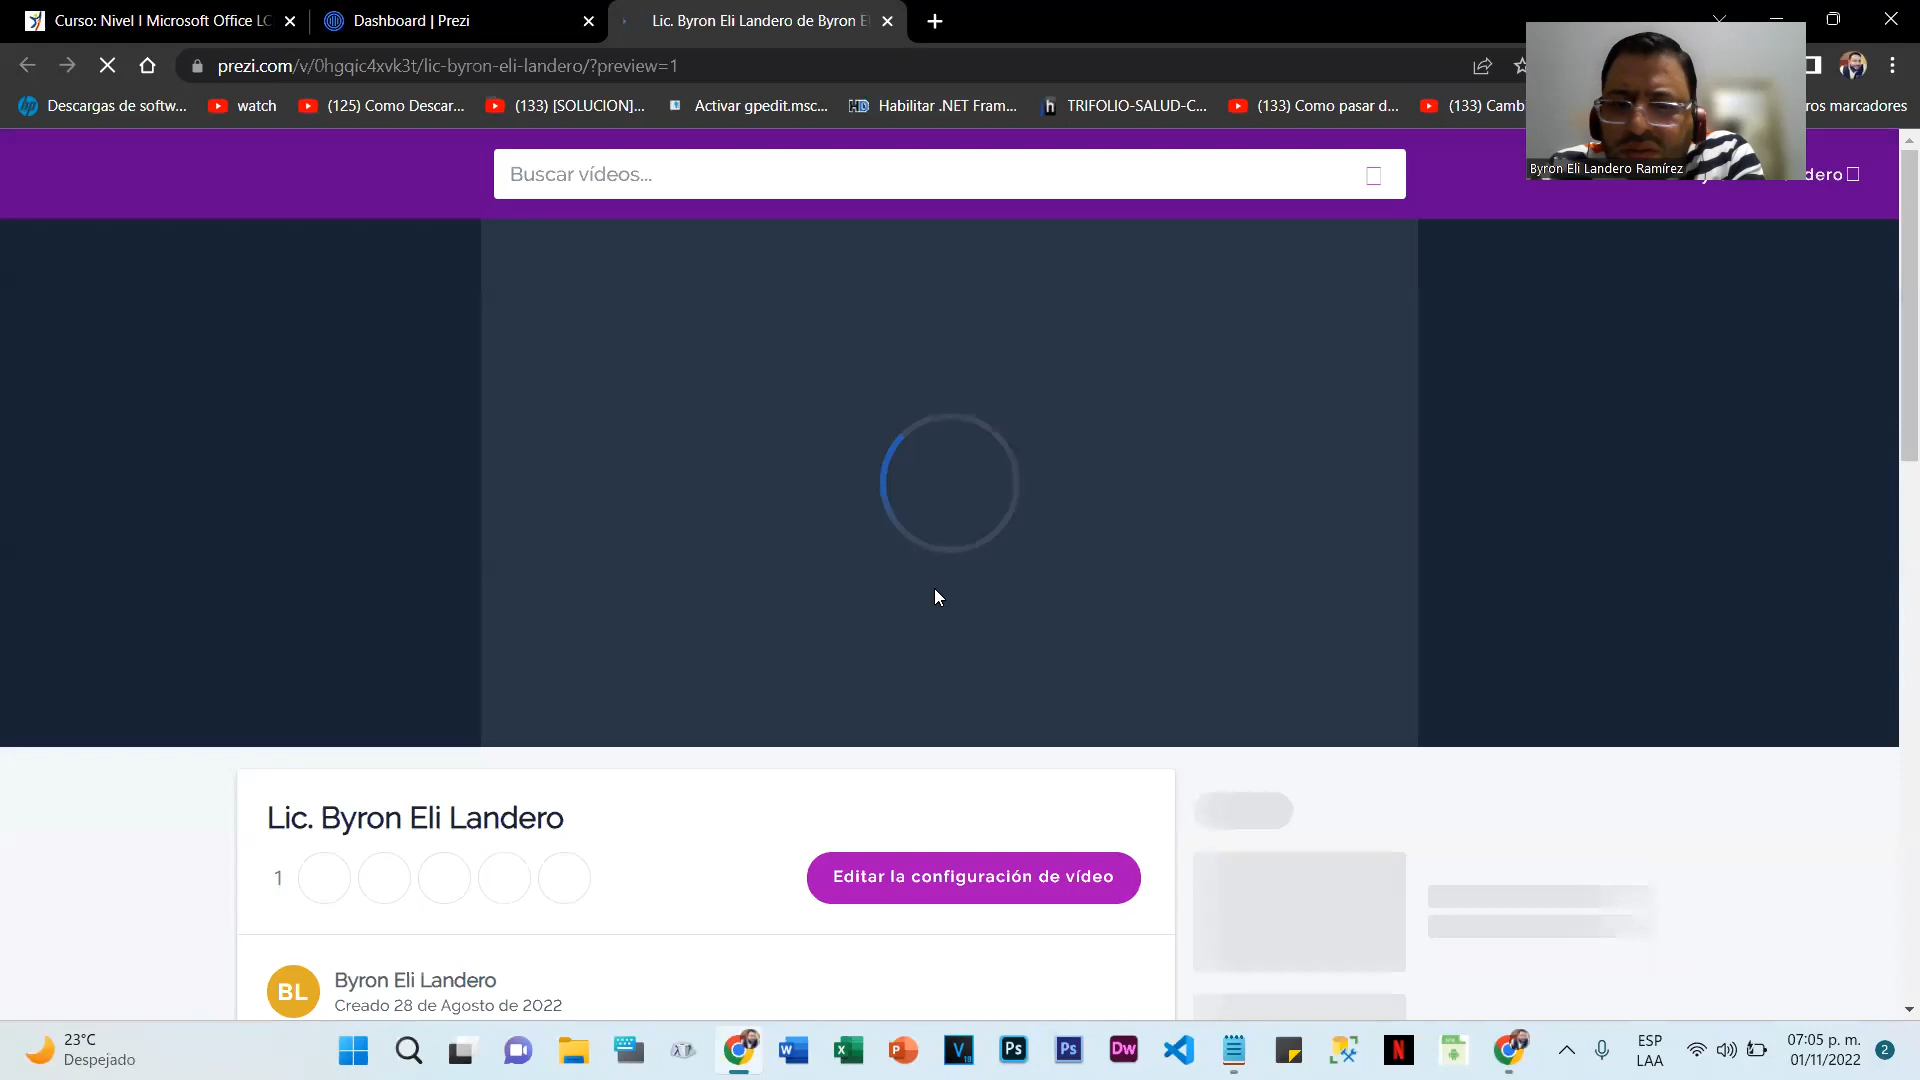 Curso: Nivel I Microsoft Office LC
Dashboard | Prezi
Lic. Byron Eli Landero de Byron E
prezi.com/v/0hgqic4xvk3t/lic-byron-eli-landero/?preview=1
Descargas de softw...
watch
(125) Como Descar...
(133) [SOLUCION]...
Activar gpedit.msc...
Habilitar .NET Fram...
TRIFOLIO-SALUD-C...
(133) Como pasar d...
(133) Camb
ros marcadores
Buscar vídeos...
Byron Eli Landero Ramírez
dero
Lic. Byron Eli Landero
1
Editar la configuración de vídeo
BL
Byron Eli Landero
Creado 28 de Agosto de 2022
23°C
Despejado
ESP
LAA
07:05 p. m.
01/11/2022
2